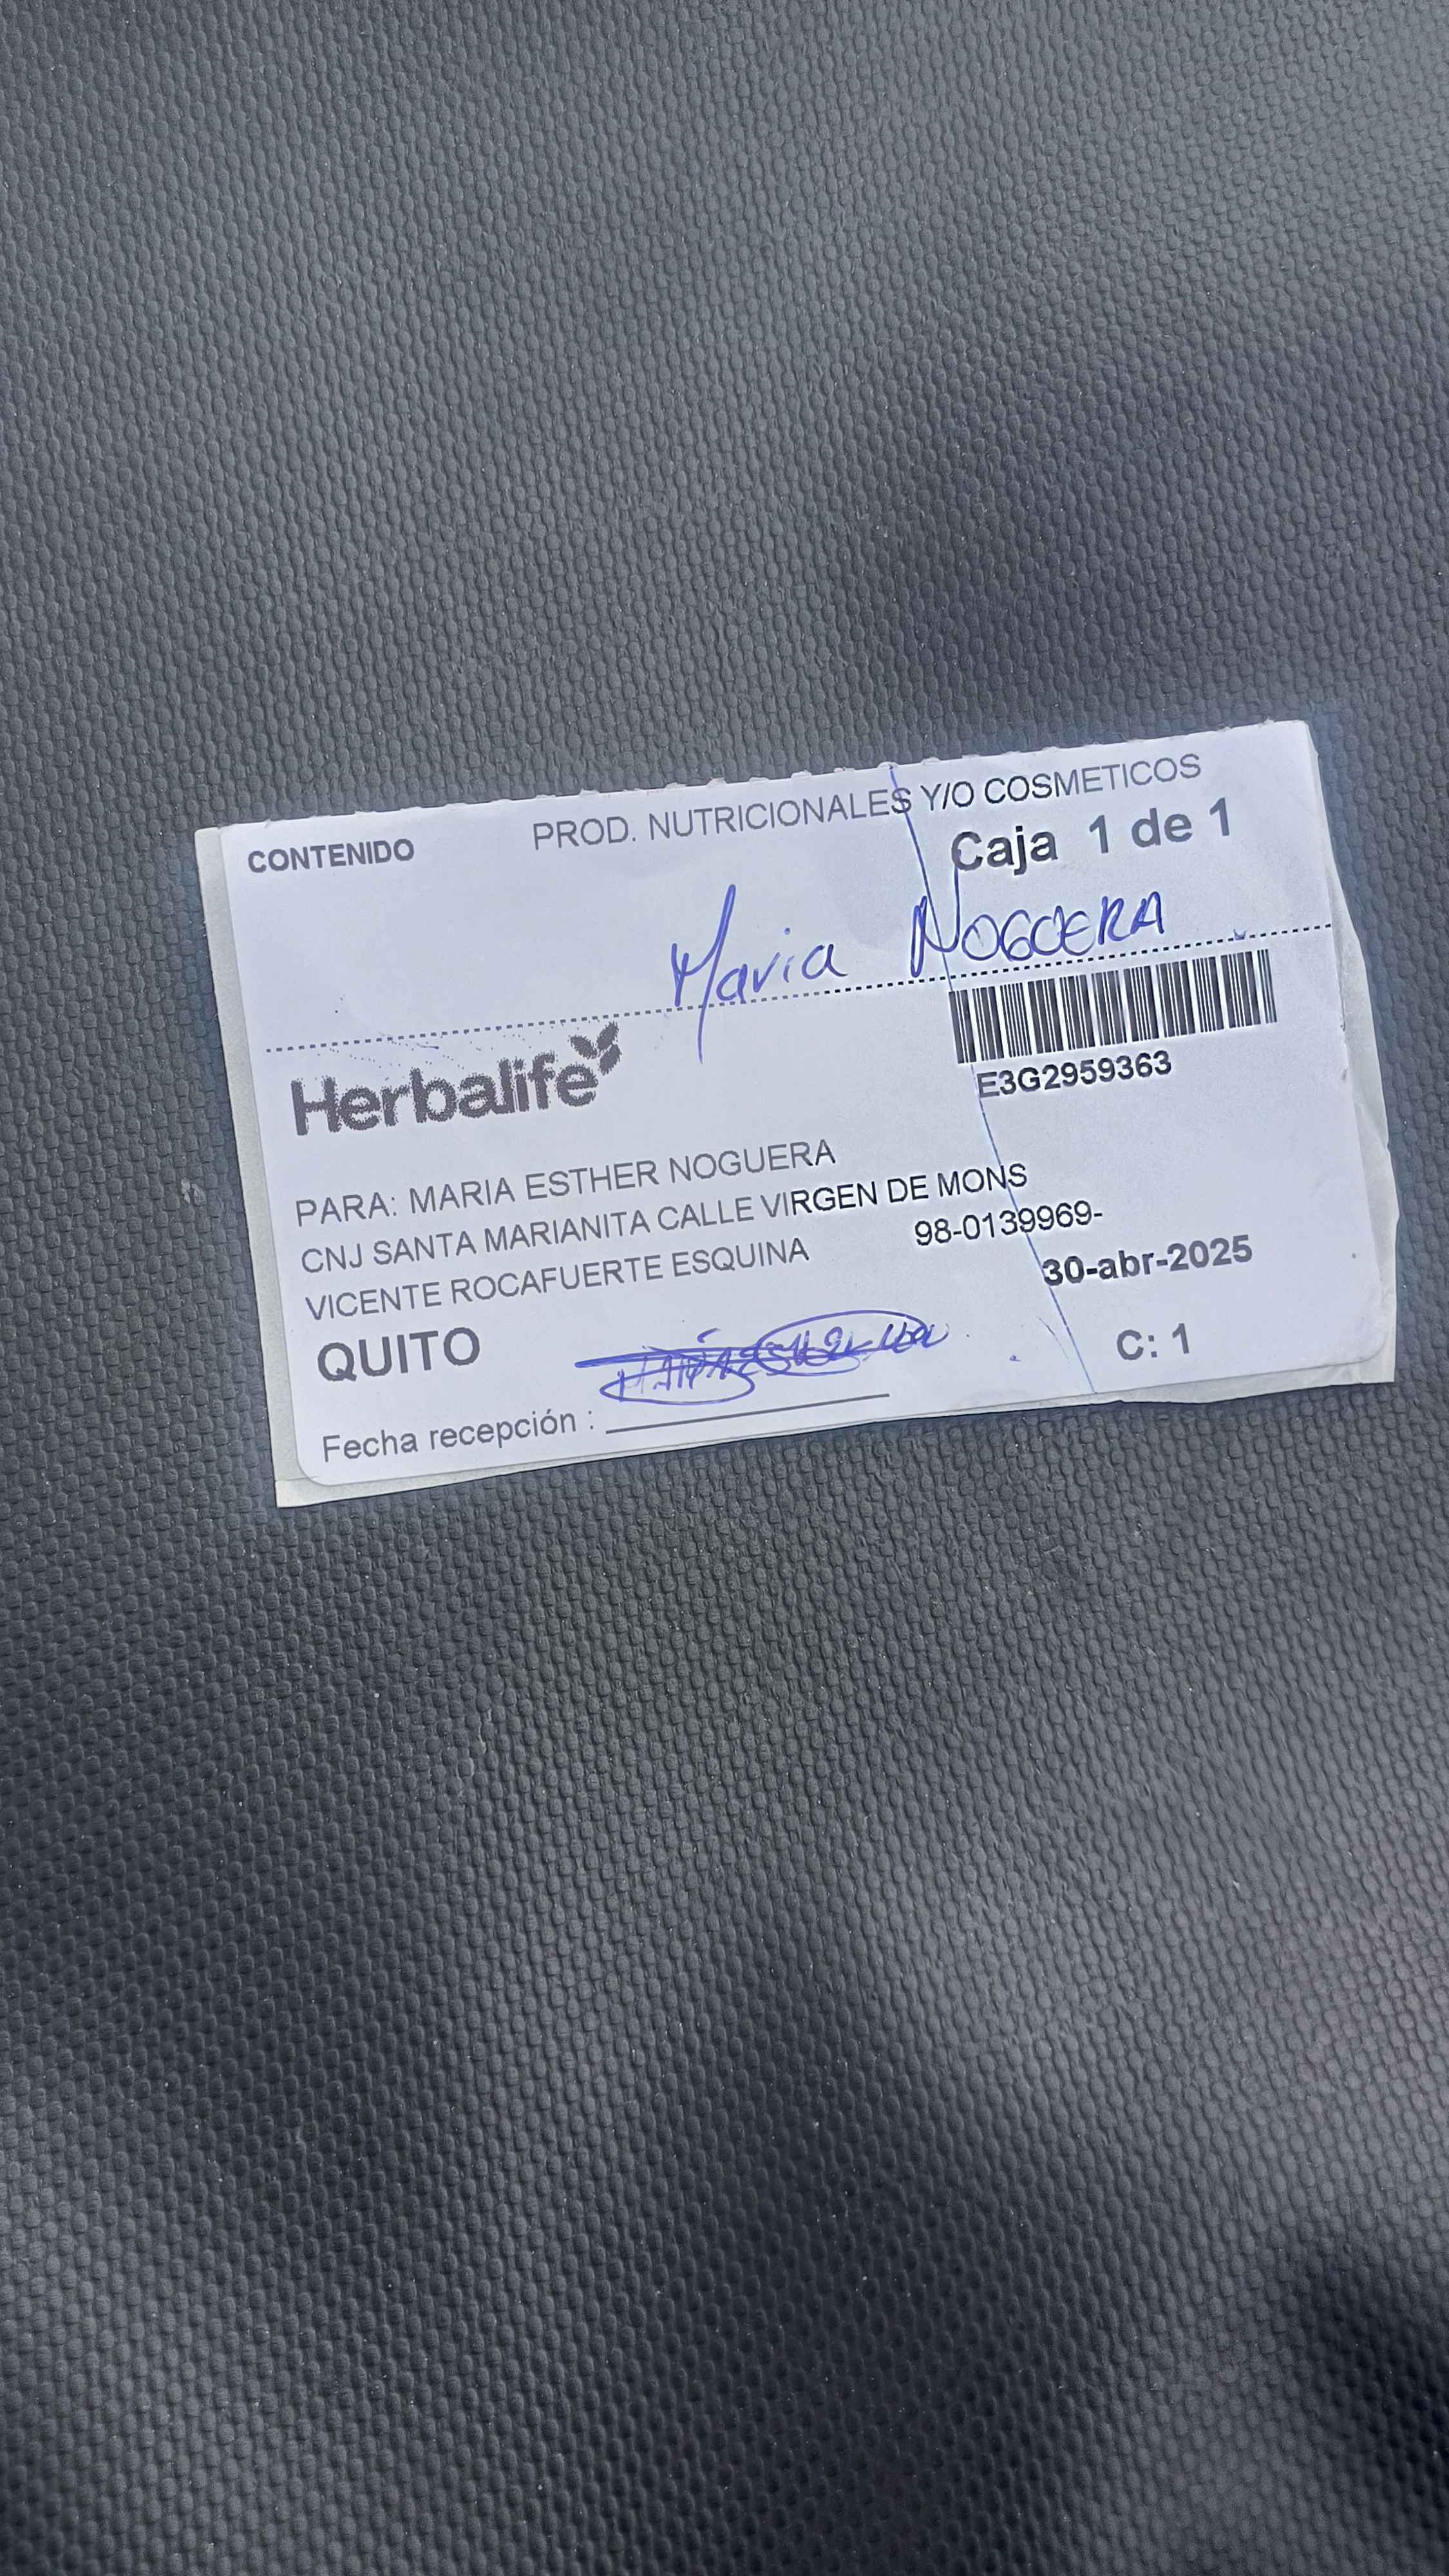 CONTENIDO PROD. NUTRICIONALES Y/O COSMETICOS
Caja 1 de 1
Maria NOGUERA
Herbalife
E3G2959363
PARA: MARIA ESTHER NOGUERA
CNJ SANTA MARIANITA CALLE VIRGEN DE MONS
VICENTE ROCAFUERTE ESQUINA 98-0139969-
30-abr-2025
QUITO
C: 1
Fecha recepción :